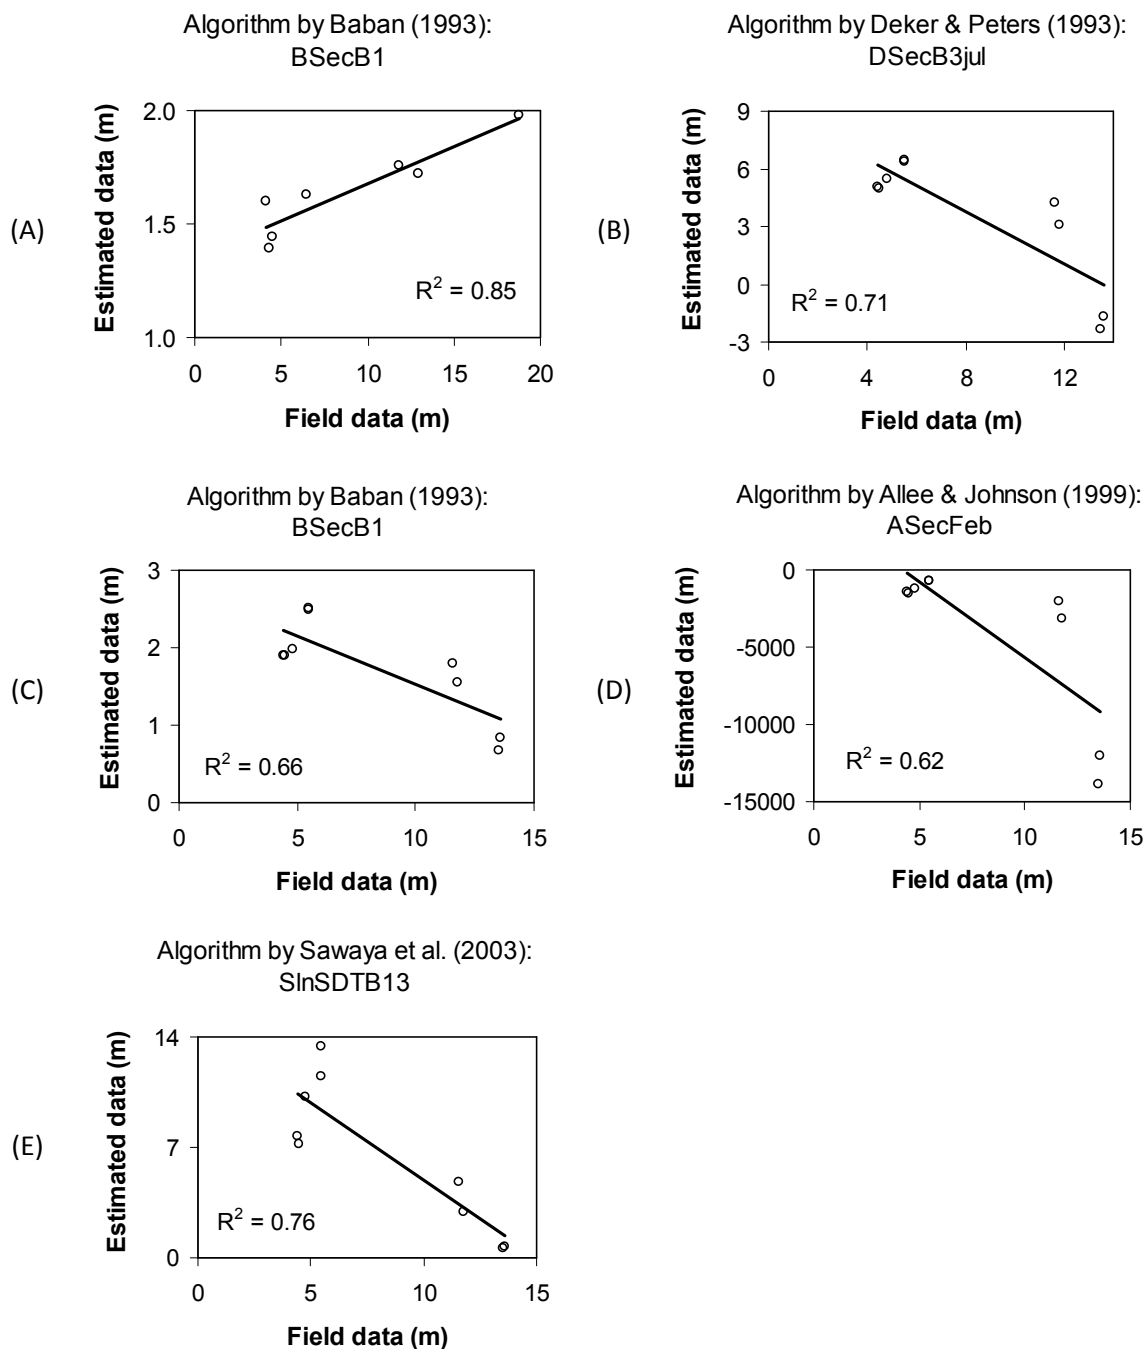 Algorithm by Baban (1993):
BSecB1
(A)
Estimated data (m)
2.0
1.5
1.0
R² = 0.85
0 5 10 15 20
Field data (m)
Algorithm by Deker & Peters (1993):
DSecB3jul
(B)
Estimated data (m)
9
6
3
0
-3
R² = 0.71
0 4 8 12
Field data (m)
Algorithm by Baban (1993):
BSecB1
(C)
Estimated data (m)
3
2
1
0
R² = 0.66
0 5 10 15
Field data (m)
Algorithm by Allee & Johnson (1999):
ASecFeb
(D)
Estimated data (m)
0
-5000
-10000
-15000
R² = 0.62
0 5 10 15
Field data (m)
Algorithm by Sawaya et al. (2003):
SlnSDTB13
(E)
Estimated data (m)
14
7
0
R² = 0.76
0 5 10 15
Field data (m)